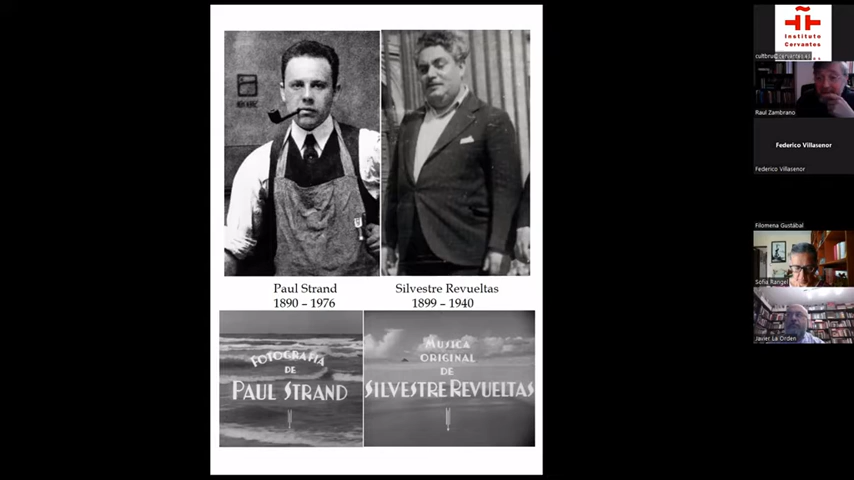 Paul Strand
1890 – 1976
Silvestre Revueltas
1899 – 1940
FOTOGRAFIA
DE
PAUL STRAND
MUSICA
ORIGINAL
DE
SILVESTRE REVUELTAS
Instituto
Cervantes
Raul Zambrano
Federico Villasenor
Federico Villasenor
Filomena Gustábal
Sofia Rangel
Javier La Orden